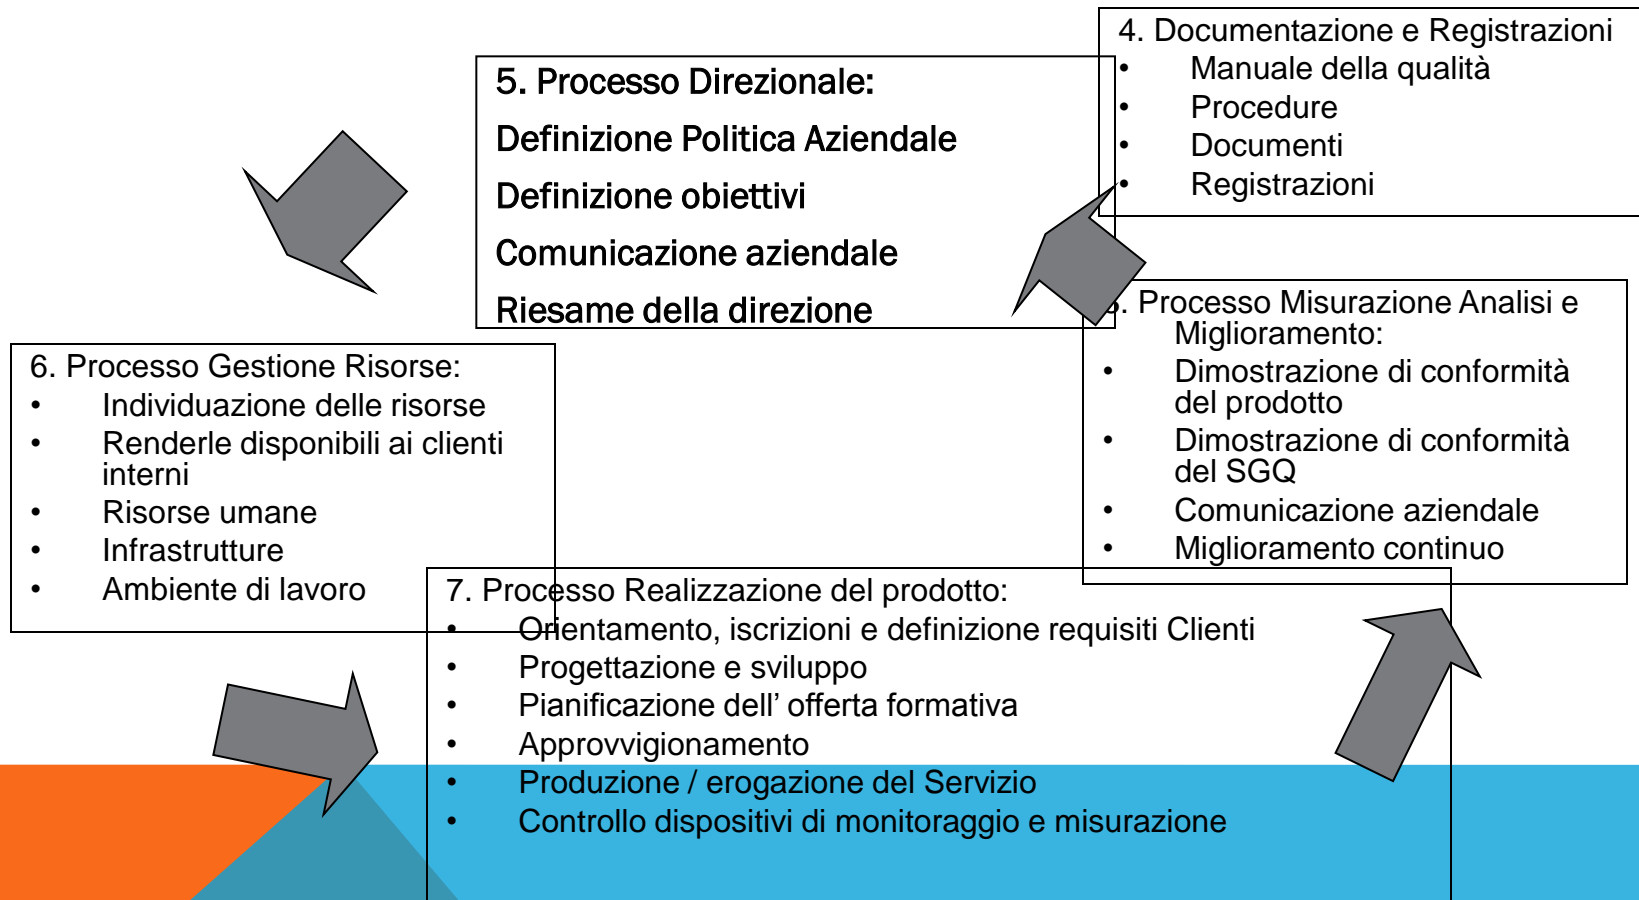 4. Documentazione e Registrazioni
• Manuale della qualità
• Procedure
• Documenti
• Registrazioni
5. Processo Direzionale:
Definizione Politica Aziendale
Definizione obiettivi
Comunicazione aziendale
Riesame della direzione
. Processo Misurazione Analisi e
Miglioramento:
• Dimostrazione di conformità
del prodotto
• Dimostrazione di conformità
del SGQ
• Comunicazione aziendale
• Miglioramento continuo
6. Processo Gestione Risorse:
• Individuazione delle risorse
• Renderle disponibili ai clienti
interni
• Risorse umane
• Infrastrutture
• Ambiente di lavoro
7. Processo Realizzazione del prodotto:
• Orientamento, iscrizioni e definizione requisiti Clienti
• Progettazione e sviluppo
• Pianificazione dell’ offerta formativa
• Approvvigionamento
• Produzione / erogazione del Servizio
• Controllo dispositivi di monitoraggio e misurazione